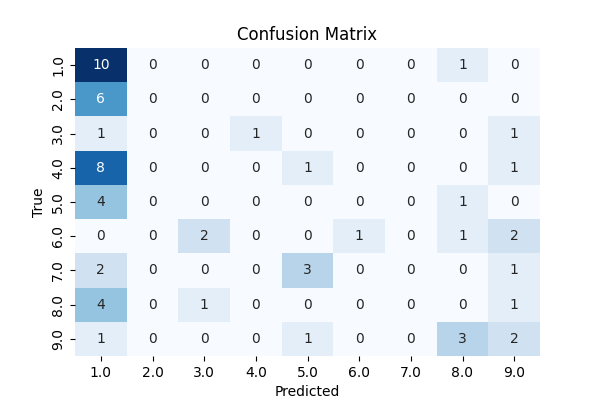 Confusion Matrix
True
1.0 10 0 0 0 0 0 0 1 0
2.0 6 0 0 0 0 0 0 0 0
3.0 1 0 0 1 0 0 0 0 1
4.0 8 0 0 0 1 0 0 0 1
5.0 4 0 0 0 0 0 0 1 0
6.0 0 0 2 0 0 1 0 1 2
7.0 2 0 0 0 3 0 0 0 1
8.0 4 0 1 0 0 0 0 0 1
9.0 1 0 0 0 1 0 0 3 2
1.0 2.0 3.0 4.0 5.0 6.0 7.0 8.0 9.0
Predicted